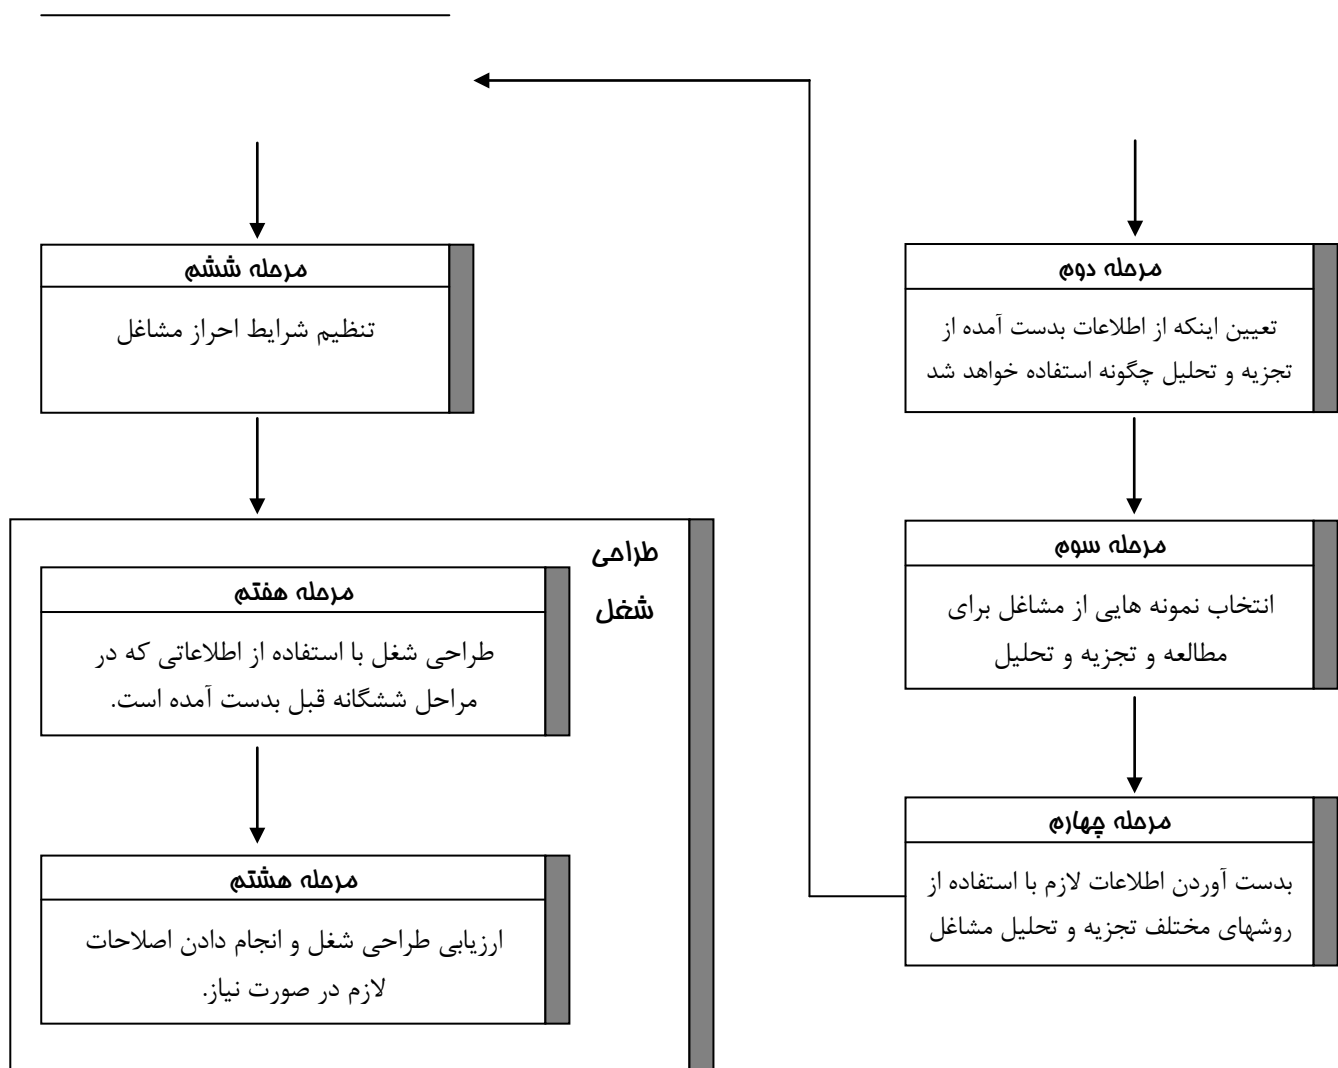 مرحله دوم
تعیین اینکه از اطلاعات بدست آمده از
تجزیه و تحلیل چگونه استفاده خواهد شد
مرحله سوم
انتخاب نمونه هایی از مشاغل برای
مطالعه و تجزیه و تحلیل
مرحله چهارم
بدست آوردن اطلاعات لازم با استفاده از
روشهای مختلف تجزیه و تحلیل مشاغل
مرحله ششم
تنظیم شرایط احراز مشاغل
طراحی
شغل
مرحله هفتم
طراحی شغل با استفاده از اطلاعاتی که در
مراحل ششگانه قبل بدست آمده است.
مرحله هشتم
ارزیابی طراحی شغل و انجام دادن اصلاحات
لازم در صورت نیاز.